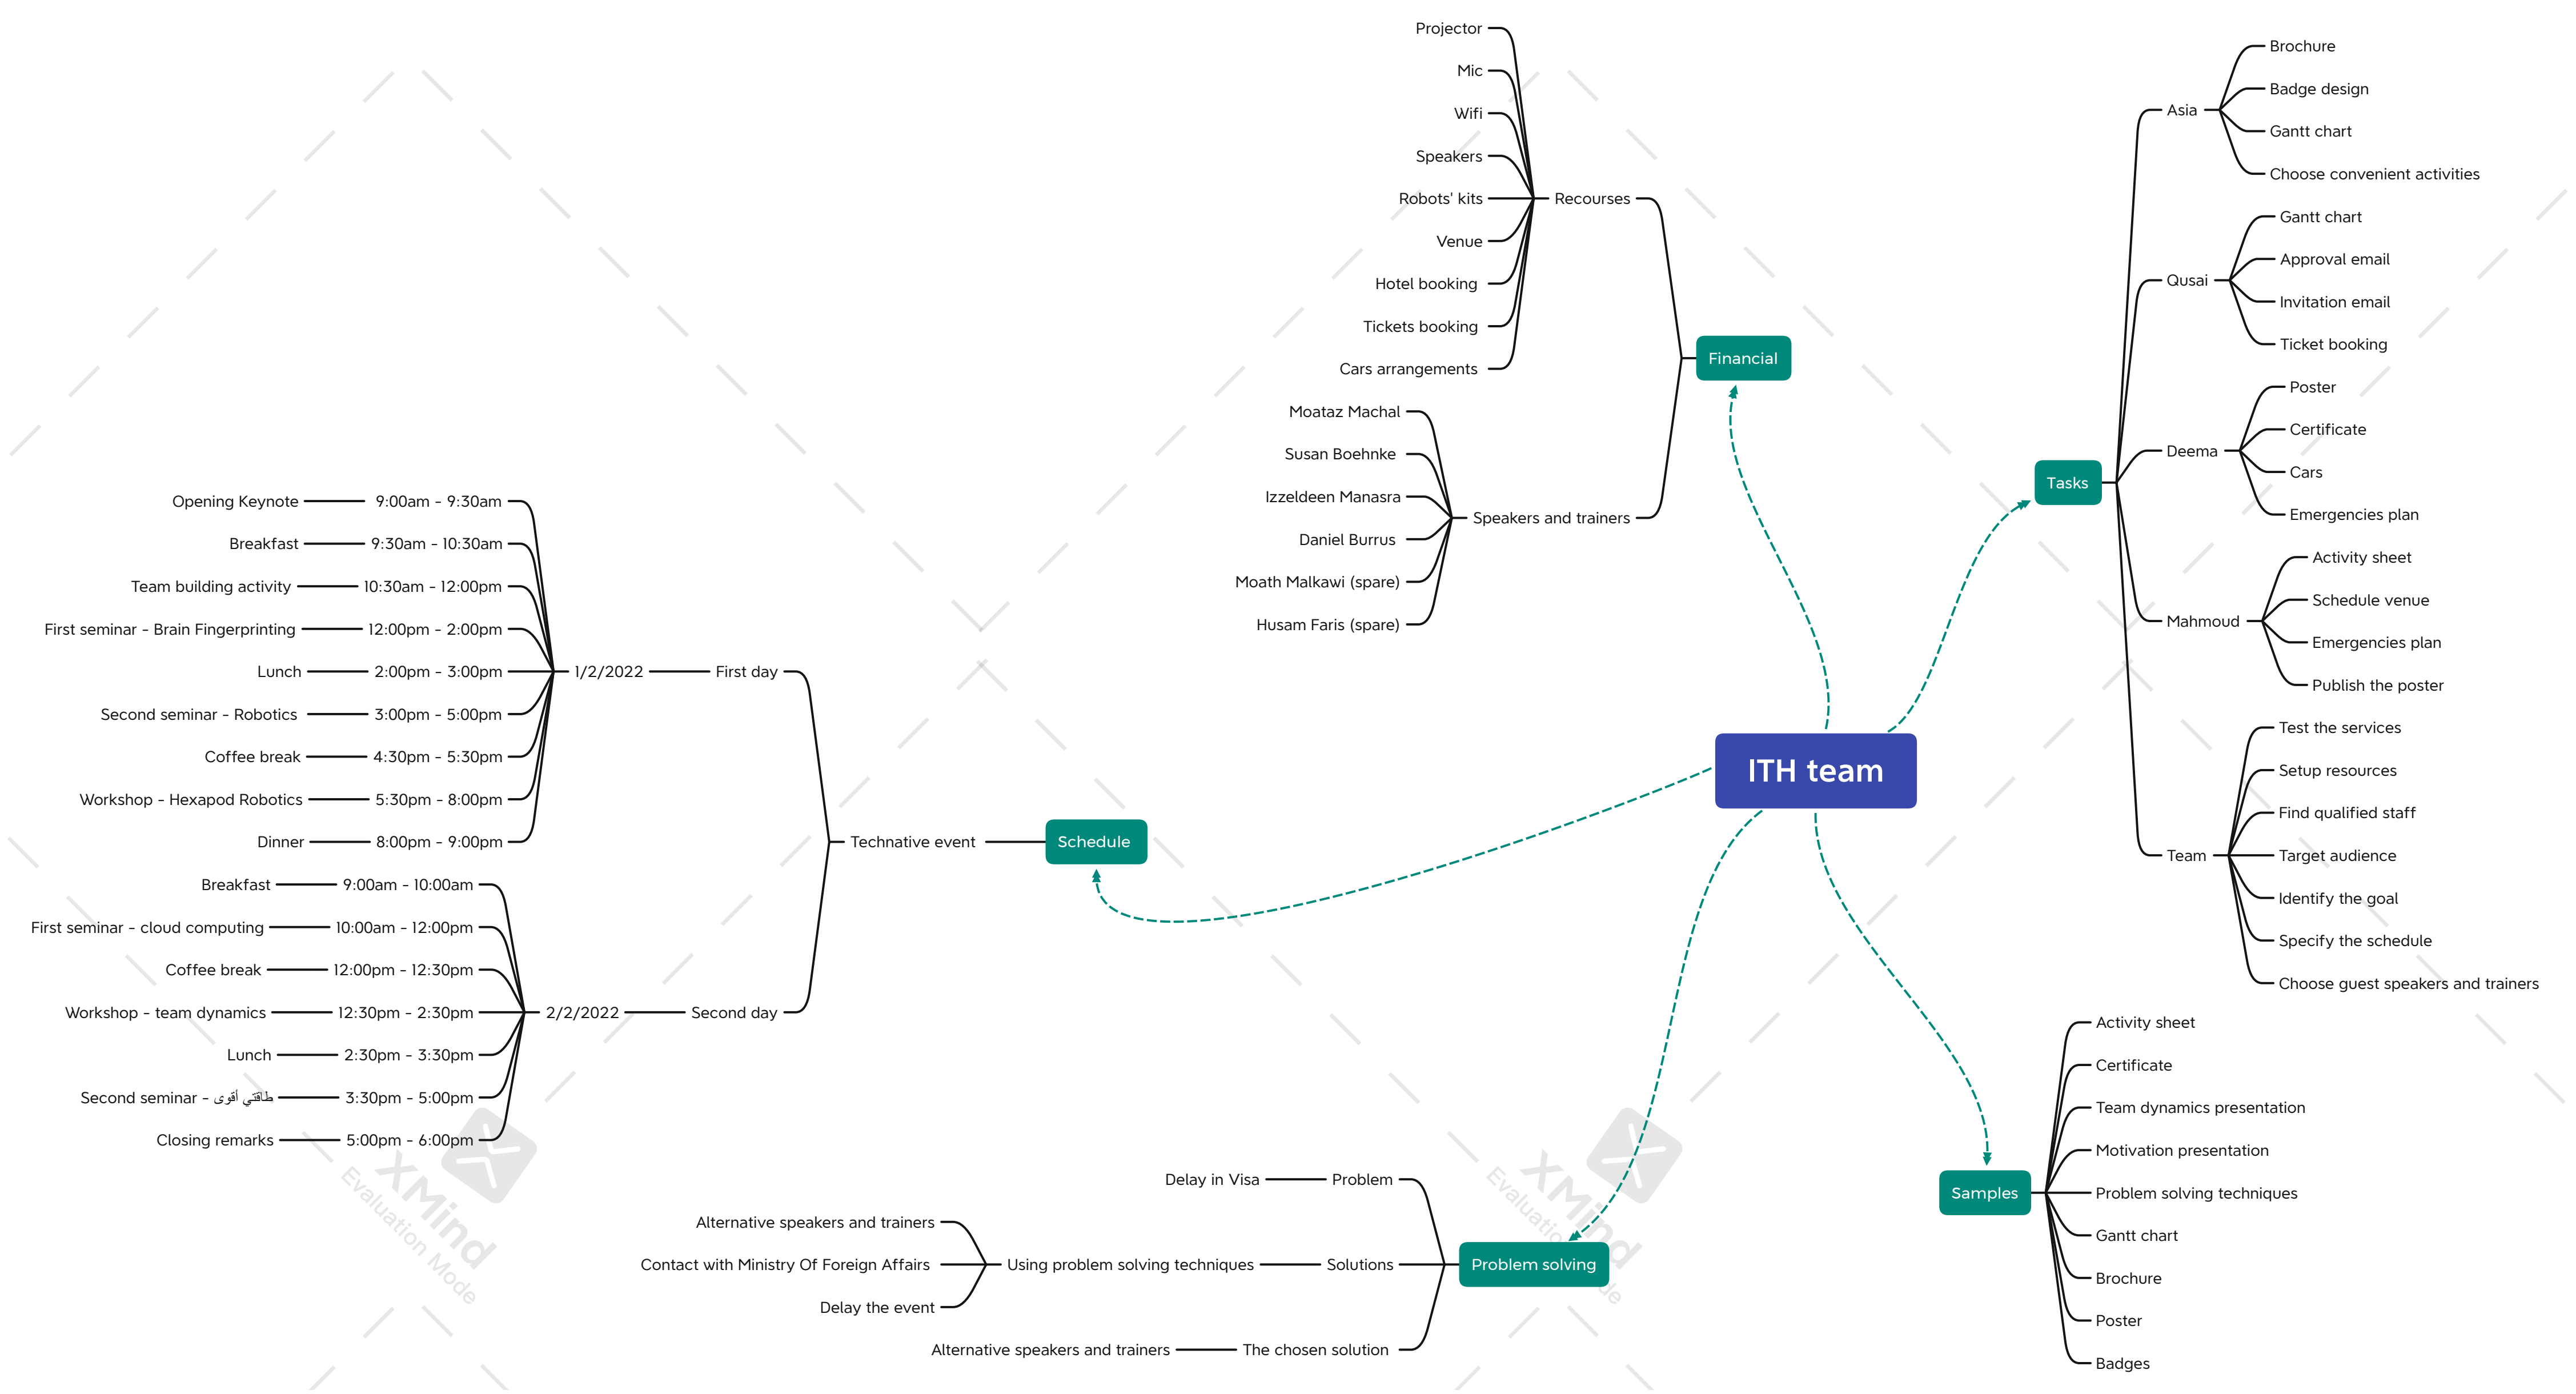 ITH team
Financial
Recourses
Projector
Mic
Wifi
Speakers
Robots' kits
Venue
Hotel booking
Tickets booking
Cars arrangements
Speakers and trainers
Moataz Machal
Susan Boehnke
Izzeldeen Manasra
Daniel Burrus
Moath Malkawi (spare)
Husam Faris (spare)
Tasks
Asia
Brochure
Badge design
Gantt chart
Choose convenient activities
Qusai
Gantt chart
Approval email
Invitation email
Ticket booking
Deema
Poster
Certificate
Cars
Emergencies plan
Mahmoud
Activity sheet
Schedule venue
Emergencies plan
Publish the poster
Team
Test the services
Setup resources
Find qualified staff
Target audience
Identify the goal
Specify the schedule
Choose guest speakers and trainers
Schedule
Technative event
First day
1/2/2022
9:00am - 9:30am
Opening Keynote
9:30am - 10:30am
Breakfast
10:30am - 12:00pm
Team building activity
12:00pm - 2:00pm
First seminar - Brain Fingerprinting
2:00pm - 3:00pm
Lunch
3:00pm - 5:00pm
Second seminar - Robotics
4:30pm - 5:30pm
Coffee break
5:30pm - 8:00pm
Workshop - Hexapod Robotics
8:00pm - 9:00pm
Dinner
Second day
2/2/2022
9:00am - 10:00am
Breakfast
10:00am - 12:00pm
First seminar - cloud computing
12:00pm - 12:30pm
Coffee break
12:30pm - 2:30pm
Workshop - team dynamics
2:30pm - 3:30pm
Lunch
3:30pm - 5:00pm
Second seminar - طاقتي أقوى
5:00pm - 6:00pm
Closing remarks
Problem solving
Problem
Delay in Visa
Solutions
Using problem solving techniques
Alternative speakers and trainers
Contact with Ministry Of Foreign Affairs
Delay the event
The chosen solution
Alternative speakers and trainers
Samples
Activity sheet
Certificate
Team dynamics presentation
Motivation presentation
Problem solving techniques
Gantt chart
Brochure
Poster
Badges
XMind
Evaluation Mode
XMind